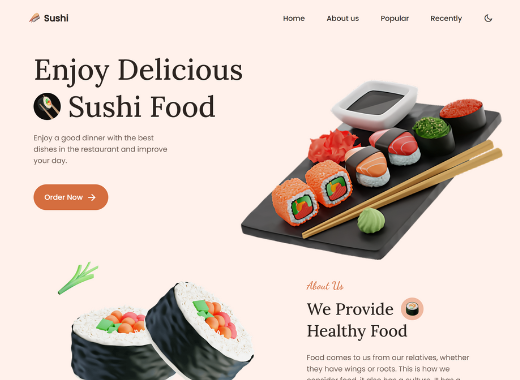 Sushi
Home
About us
Popular
Recently
Enjoy Delicious
Sushi Food
Enjoy a good dinner with the best
dishes in the restaurant and improve
your day.
Order Now
About Us
We Provide
Healthy Food
Food comes to us from our relatives, whether
they have wings or roots. This is how we
consider food, it also has a culture. It has a